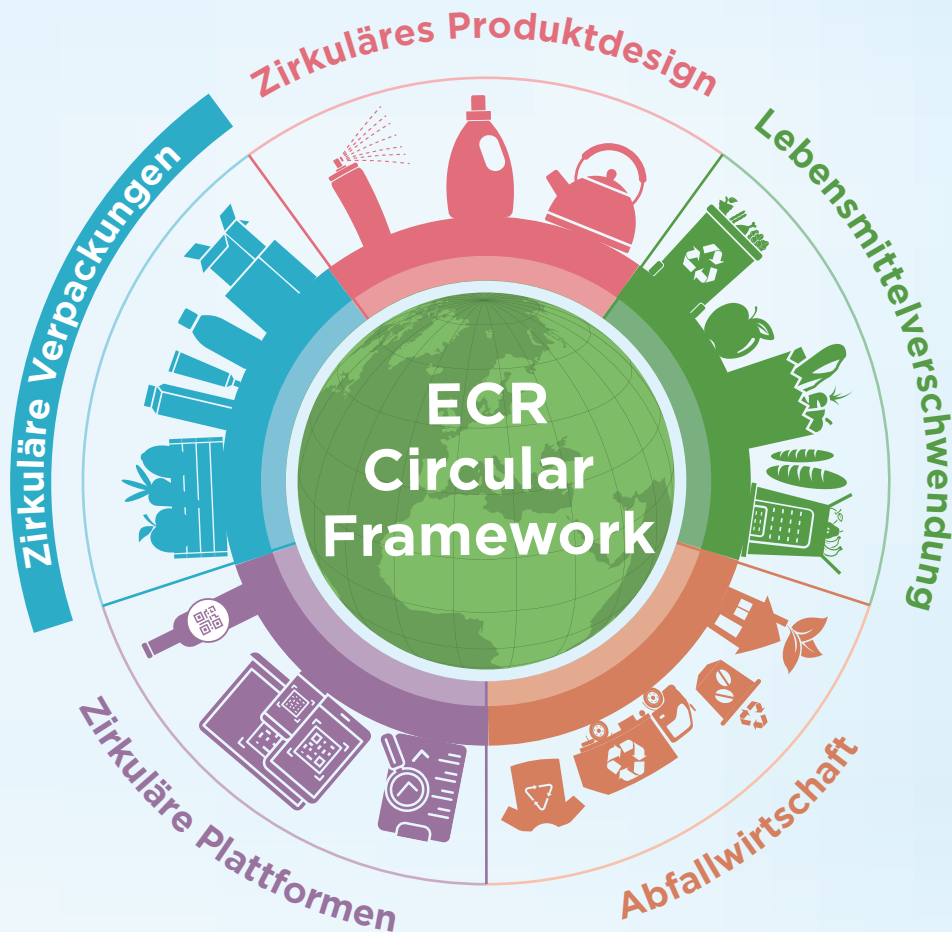 Zirkuläres Produktdesign
Lebensmittelverschwendung
Abfallwirtschaft
Zirkuläre Plattformen
Zirkuläre Verpackungen
ECR
Circular
Framework